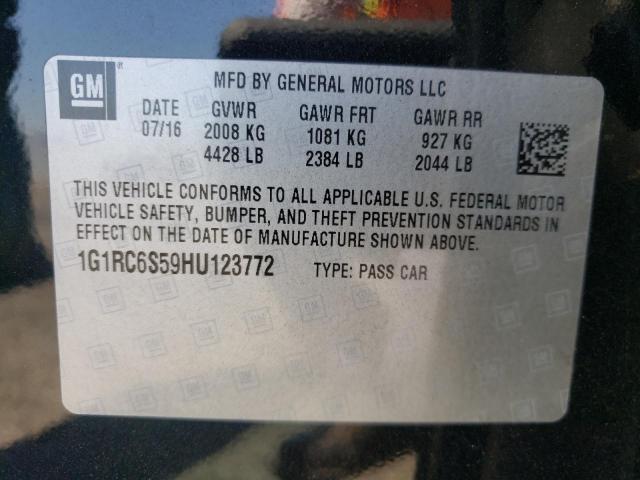 GM ®
MFD BY GENERAL MOTORS LLC
DATE GVWR GAWR FRT GAWR RR
07/16 2008 KG 1081 KG 927 KG
4428 LB 2384 LB 2044 LB
THIS VEHICLE CONFORMS TO ALL APPLICABLE U.S. FEDERAL MOTOR
VEHICLE SAFETY, BUMPER, AND THEFT PREVENTION STANDARDS IN
EFFECT ON THE DATE OF MANUFACTURE SHOWN ABOVE.
1G1RC6S59HU123772 TYPE: PASS CAR